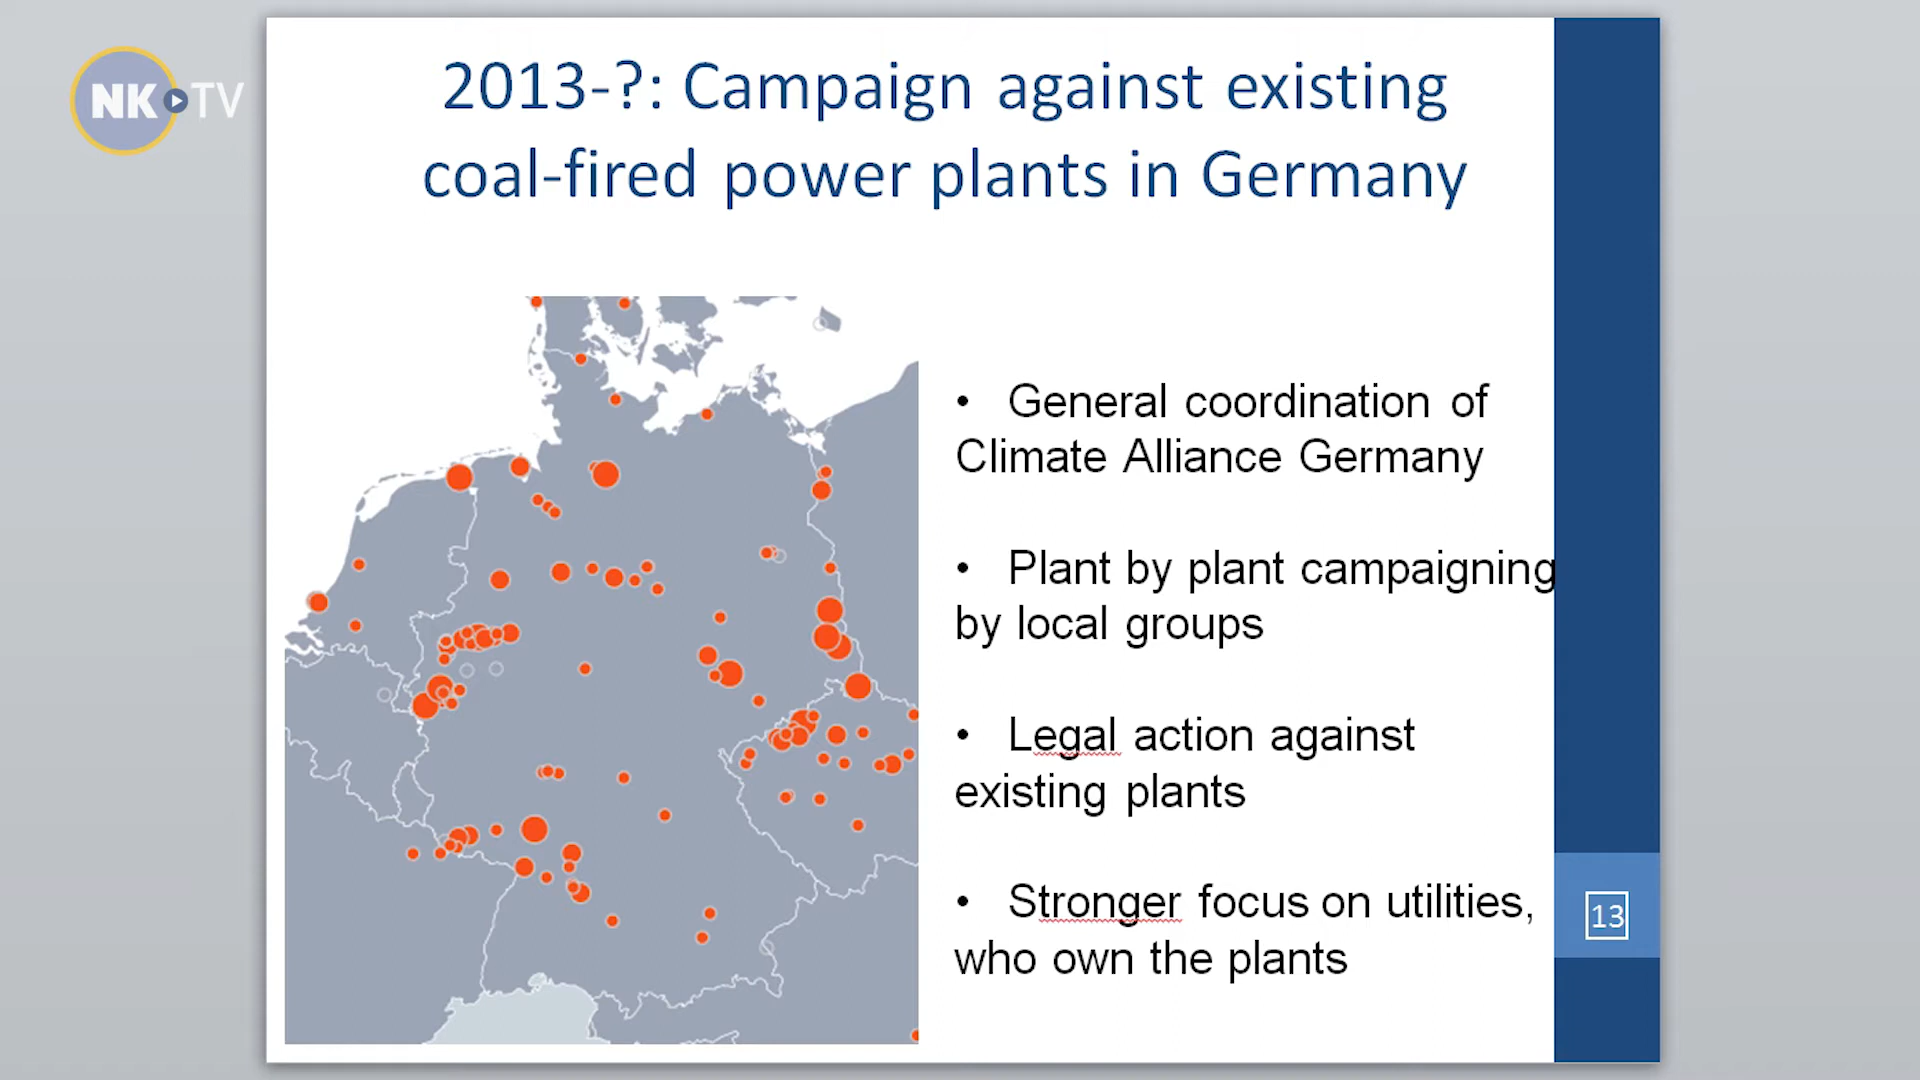 NK TV
2013-?: Campaign against existing
coal-fired power plants in Germany
• General coordination of
Climate Alliance Germany
• Plant by plant campaigning
by local groups
• Legal action against
existing plants
• Stronger focus on utilities,
who own the plants
13